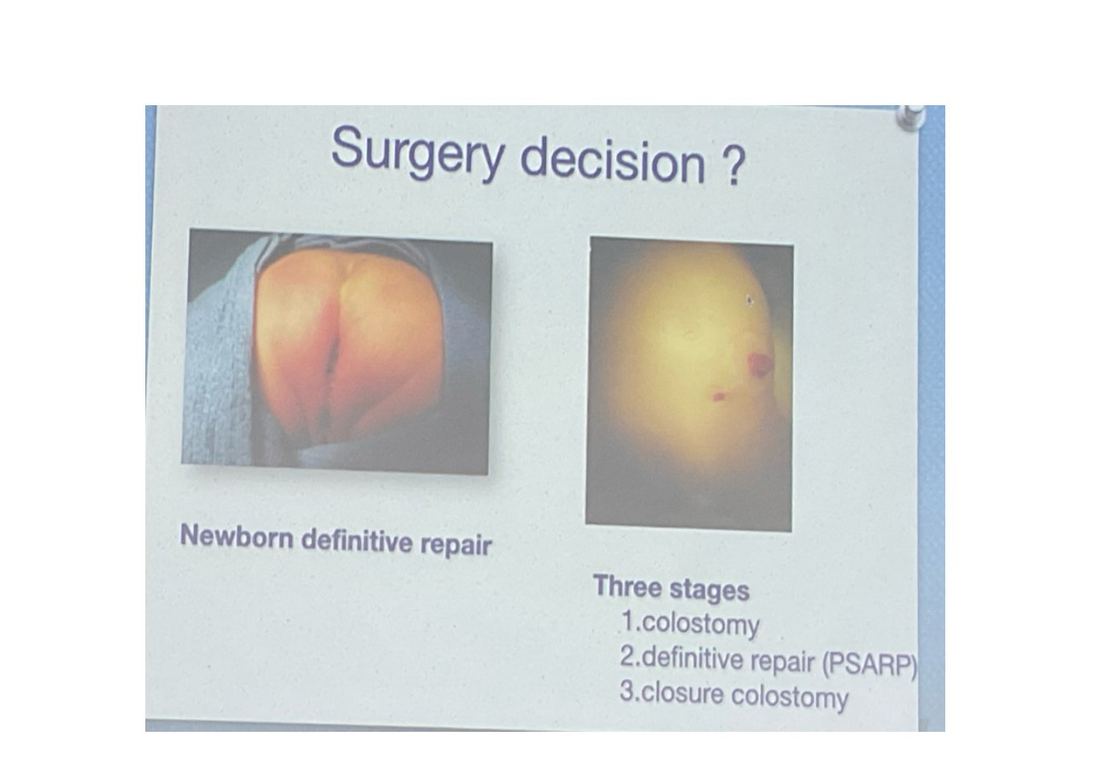 Surgery decision ?
Newborn definitive repair
Three stages
1.colostomy
2.definitive repair (PSARP)
3.closure colostomy